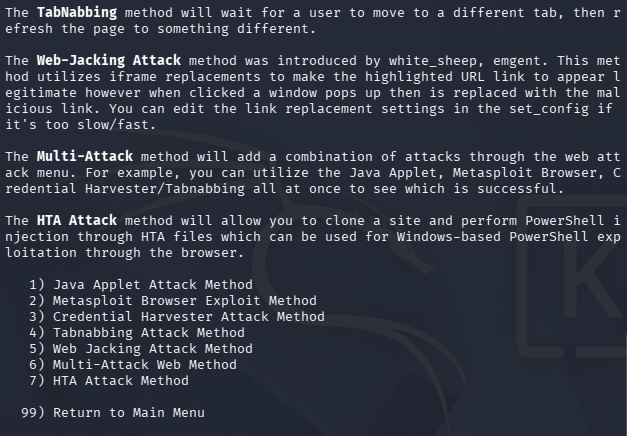 The TabNabbing method will wait for a user to move to a different tab, then r
efresh the page to something different.
The Web-Jacking Attack method was introduced by white_sheep, emgent. This met
hod utilizes iframe replacements to make the highlighted URL link to appear l
egitimate however when clicked a window pops up then is replaced with the mal
icious link. You can edit the link replacement settings in the set_config if
it's too slow/fast.
The Multi-Attack method will add a combination of attacks through the web att
ack menu. For example, you can utilize the Java Applet, Metasploit Browser, C
redential Harvester/Tabnabbing all at once to see which is successful.
The HTA Attack method will allow you to clone a site and perform PowerShell i
njection through HTA files which can be used for Windows-based PowerShell exp
loitation through the browser.
1) Java Applet Attack Method
2) Metasploit Browser Exploit Method
3) Credential Harvester Attack Method
4) Tabnabbing Attack Method
5) Web Jacking Attack Method
6) Multi-Attack Web Method
7) HTA Attack Method
99) Return to Main Menu
K